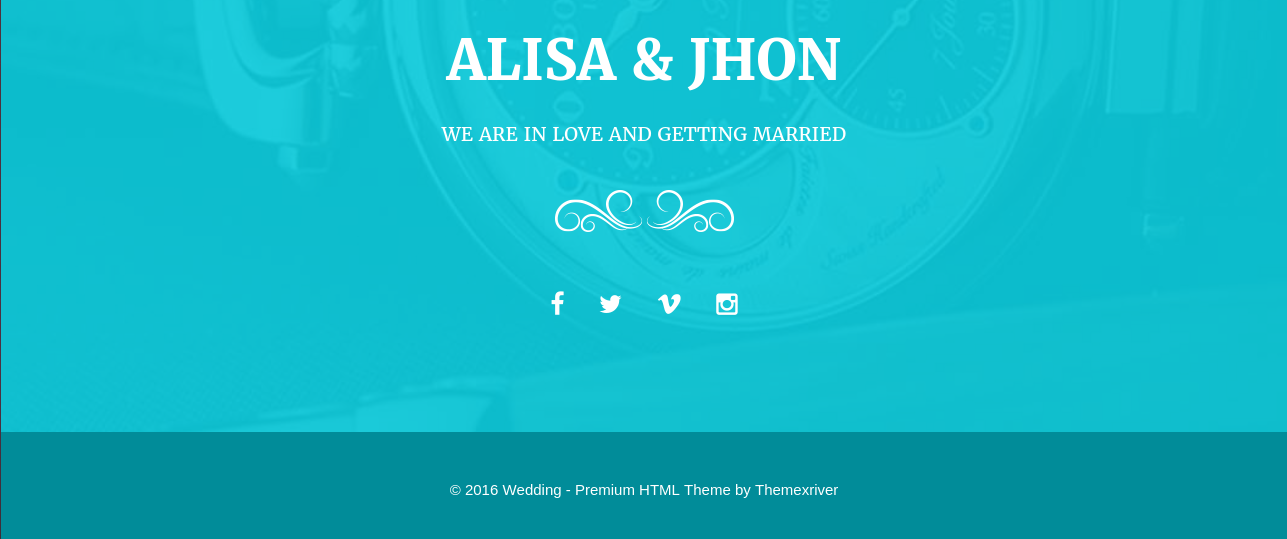 ALISA & JHON
WE ARE IN LOVE AND GETTING MARRIED
© 2016 Wedding - Premium HTML Theme by Themexriver